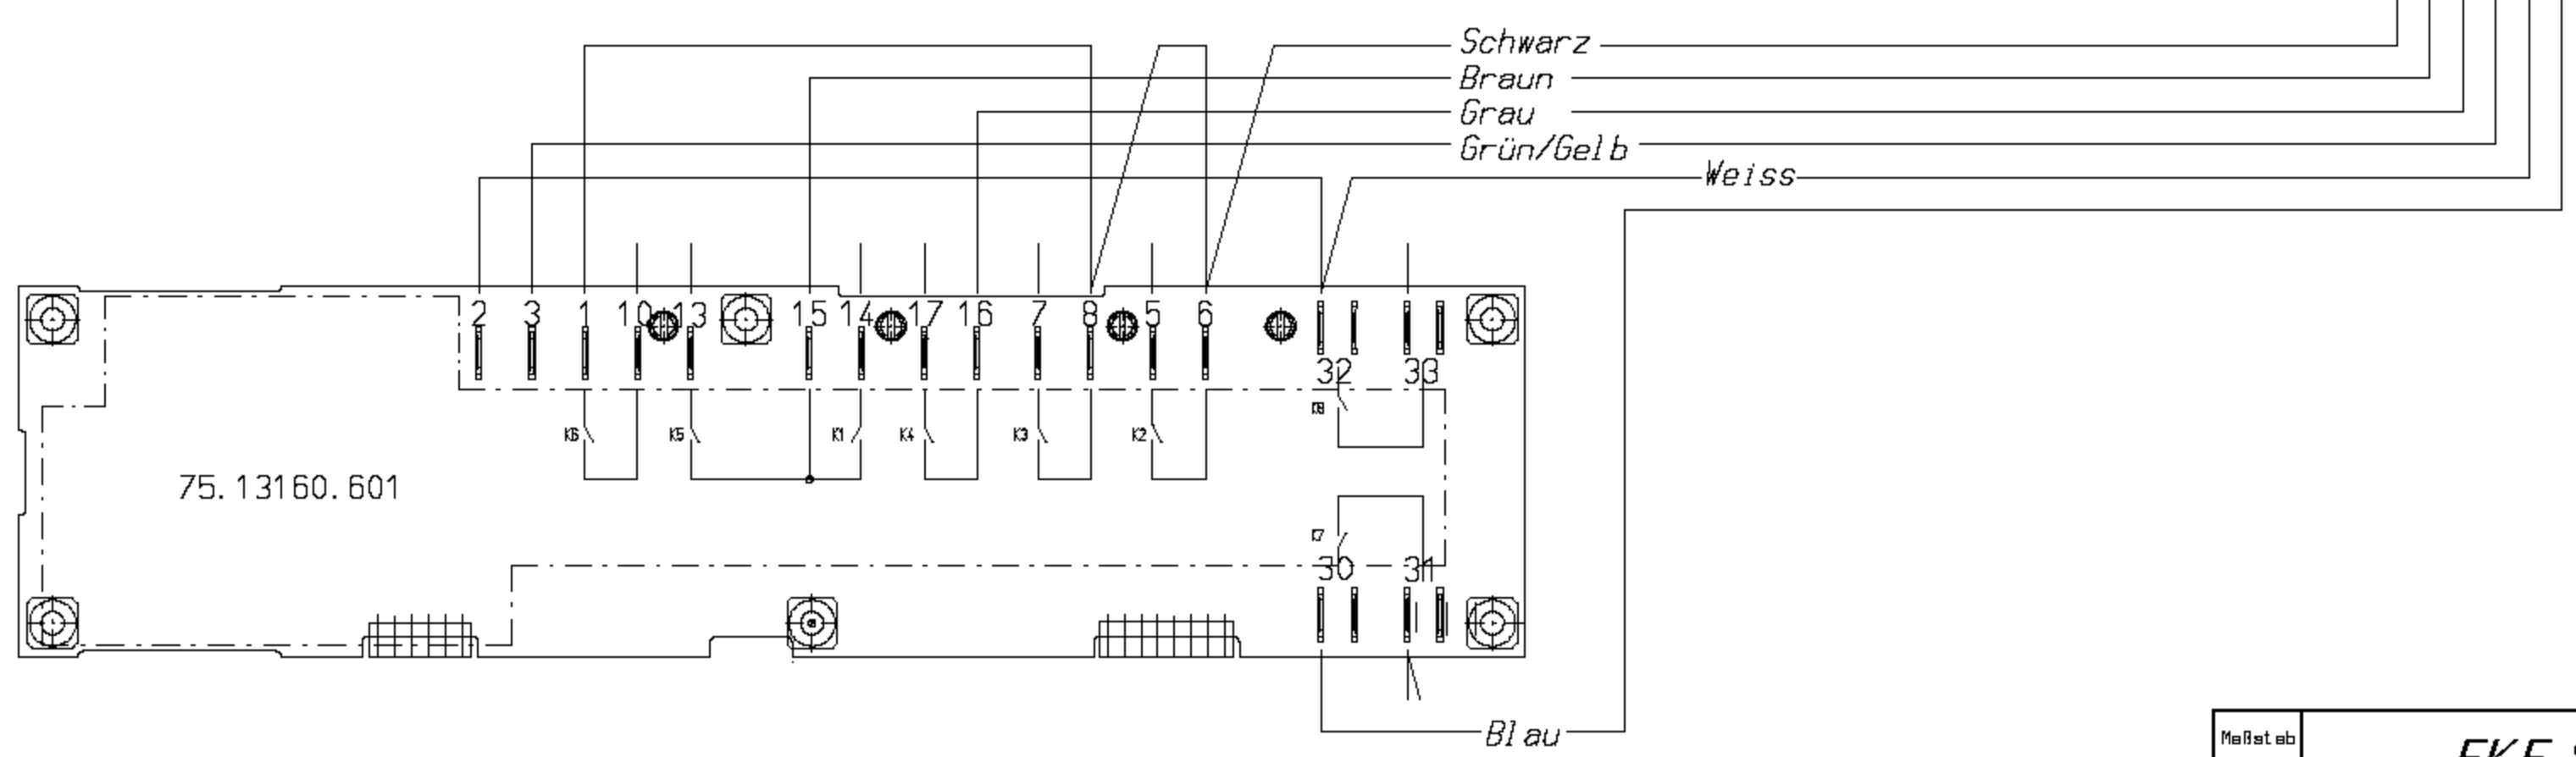 Schwarz
Braun
Grau
Grün/Gelb
Weiss
2 3 1 10 13 15 14 17 16 7 8 5 6
32 33
K8
K6 K5 K1 K4 K3 K2
75.13160.601
K7
30 31
Blau
Maßstab